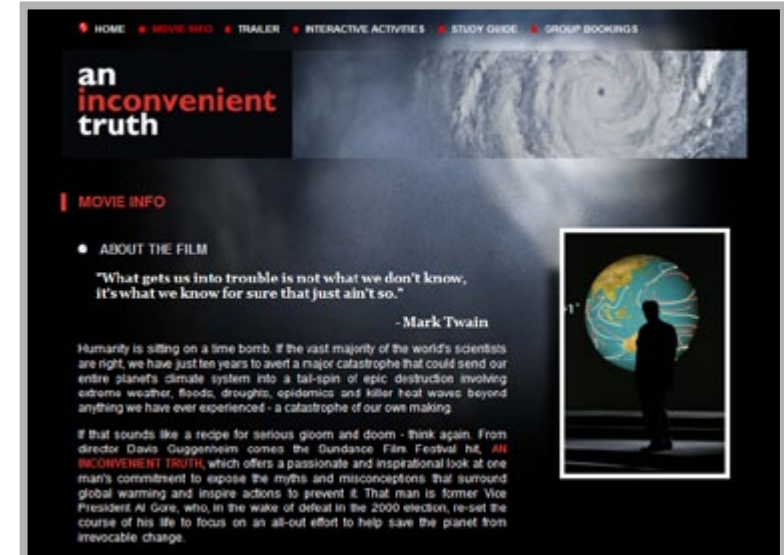 HOME MOVIE INFO TRAILER INTERACTIVE ACTIVITIES STUDY GUIDE GROUP BOOKINGS
an
inconvenient
truth
MOVIE INFO
ABOUT THE FILM
"What gets us into trouble is not what we don't know,
it's what we know for sure that just ain't so."
- Mark Twain
Humanity is sitting on a time bomb. If the vast majority of the world's scientists
are right, we have just ten years to avert a major catastrophe that could send our
entire planet's climate system into a tail-spin of epic destruction involving
extreme weather, floods, droughts, epidemics and killer heat waves beyond
anything we have ever experienced - a catastrophe of our own making.
If that sounds like a recipe for serious gloom and doom - think again. From
director Davis Guggenheim comes the Sundance Film Festival hit, AN
INCONVENIENT TRUTH, which offers a passionate and inspirational look at one
man's commitment to expose the myths and misconceptions that surround
global warming and inspire actions to prevent it. That man is former Vice
President Al Gore, who, in the wake of defeat in the 2000 election, re-set the
course of his life to focus on an all-out effort to help save the planet from
irrevocable change.
-1°